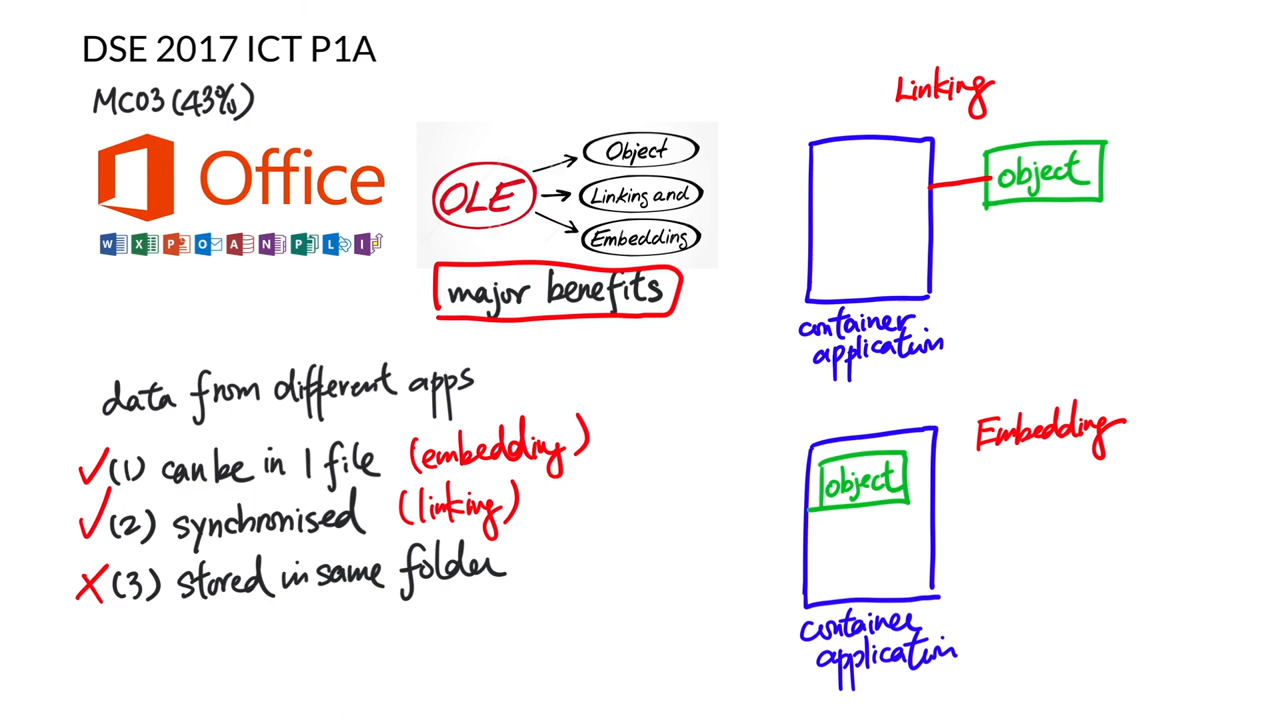 DSE 2017 ICT P1A
MC03 (43%)
Office
W X P O A N P L I
OLE
Object
Linking and
Embedding
major benefits
data from different apps
(1) can be in 1 file (embedding)
(2) synchronised (linking)
(3) stored in same folder
Linking
object
container
application
Embedding
object
container
application